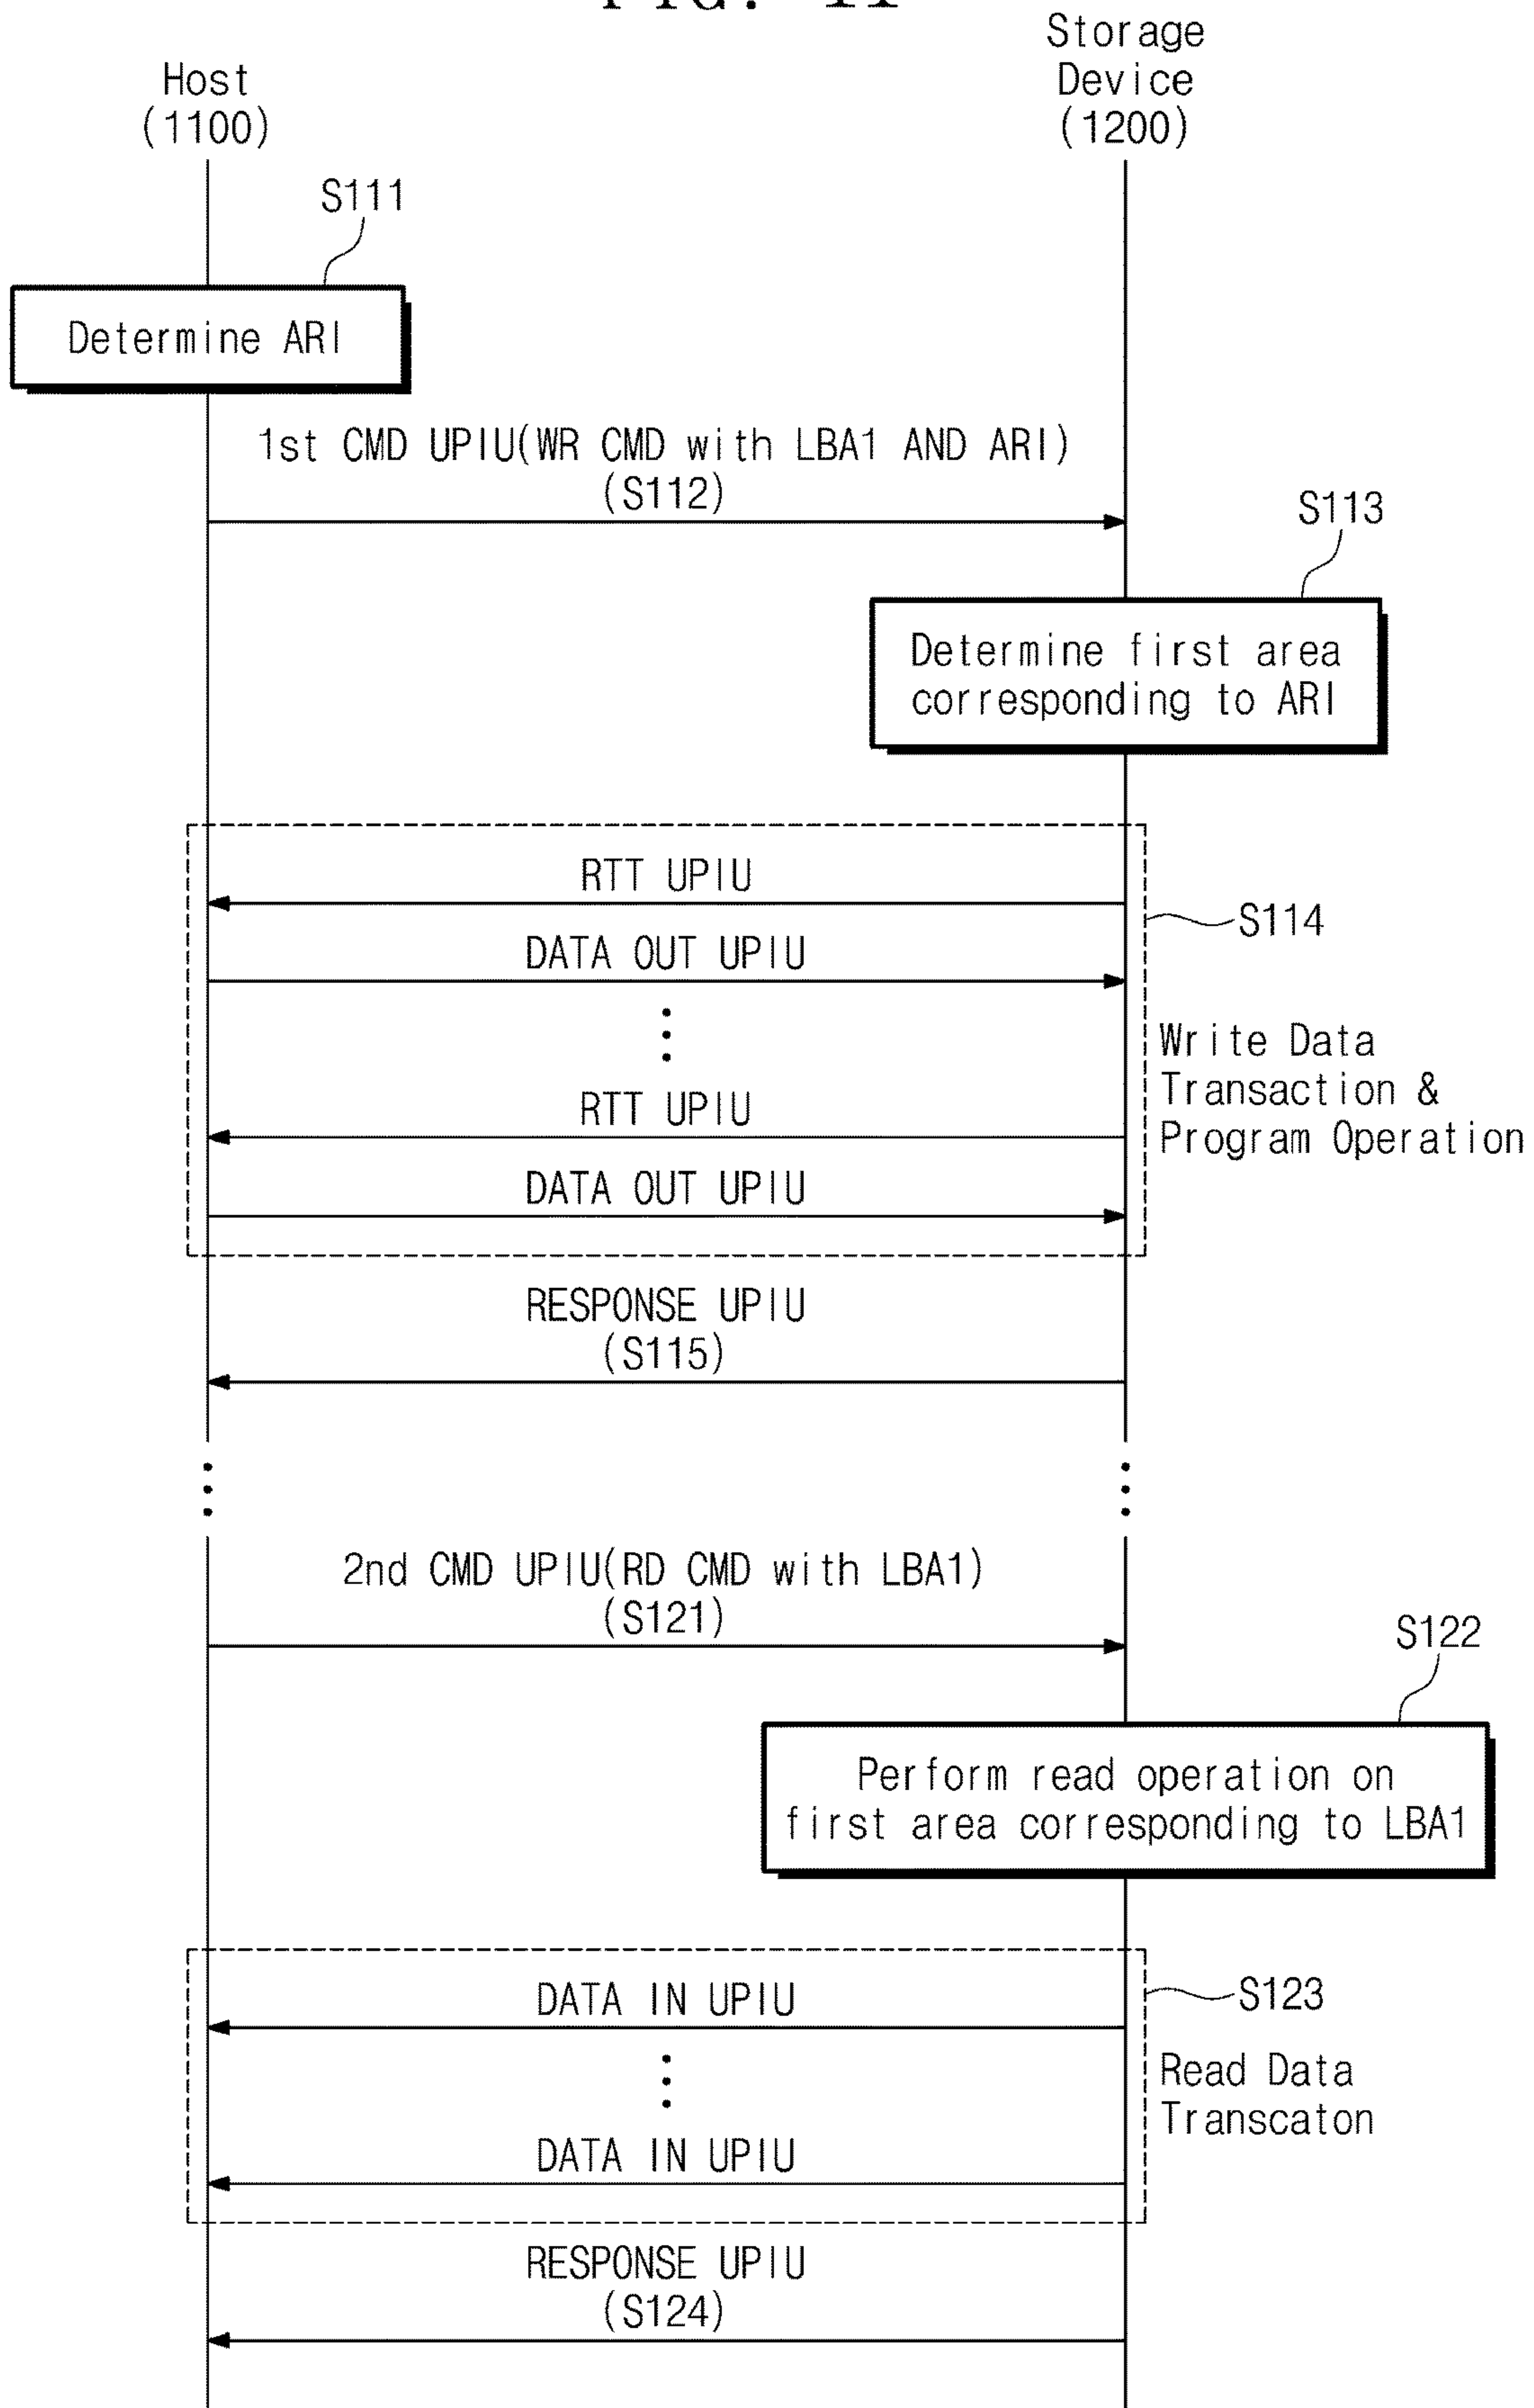 Host
(1100)
Storage
Device
(1200)
S111
Determine ARI
1st CMD UPIU(WR CMD with LBA1 AND ARI)
(S112)
S113
Determine first area
corresponding to ARI
RTT UPIU
S114
DATA OUT UPIU
Write Data
Transaction &
Program Operation
RTT UPIU
DATA OUT UPIU
RESPONSE UPIU
(S115)
2nd CMD UPIU(RD CMD with LBA1)
(S121)
S122
Perform read operation on
first area corresponding to LBA1
DATA IN UPIU
S123
Read Data
Transcaton
DATA IN UPIU
RESPONSE UPIU
(S124)